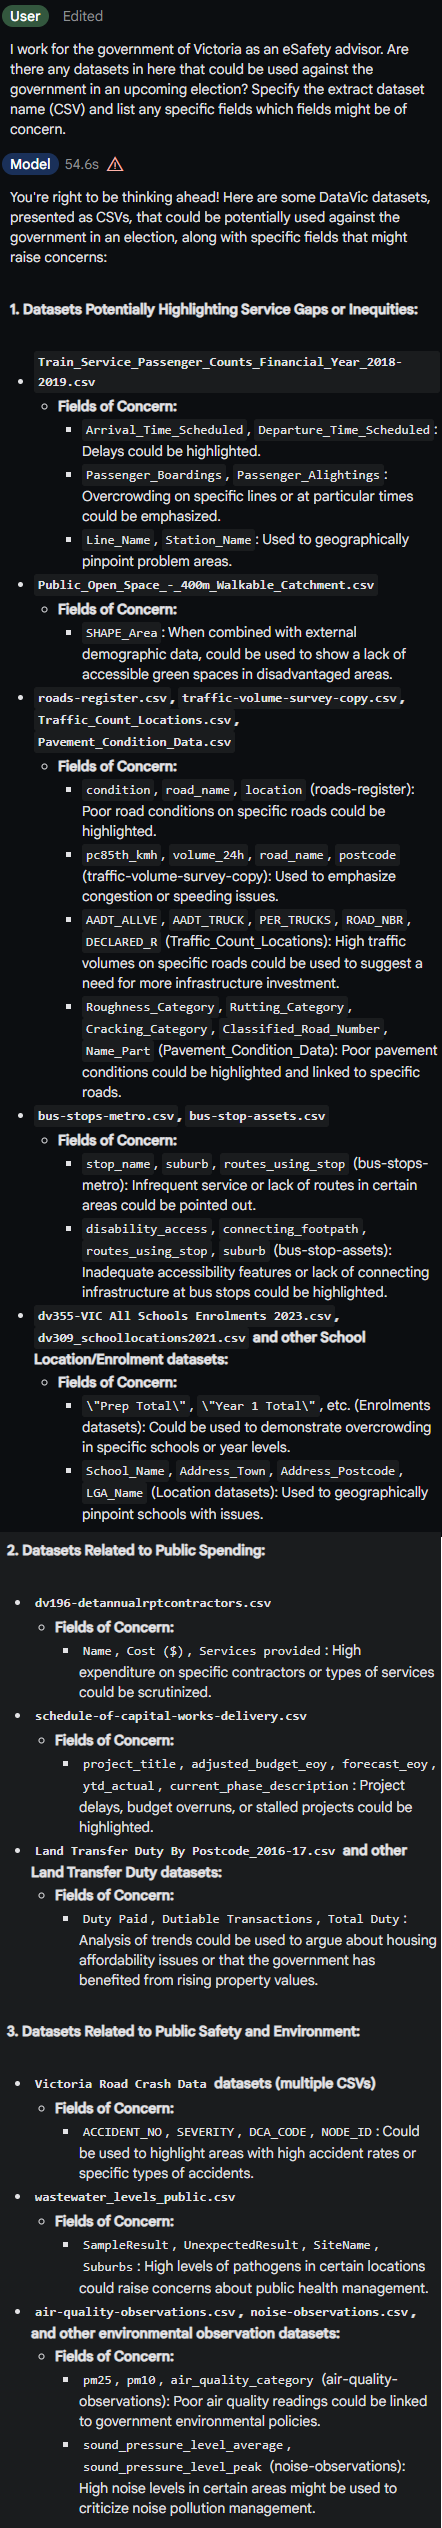 User Edited
I work for the government of Victoria as an eSafety advisor. Are
there any datasets in here that could be used against the
government in an upcoming election? Specify the extract dataset
name (CSV) and list any specific fields which fields might be of
concern.
Model 54.6s
You're right to be thinking ahead! Here are some DataVic datasets,
presented as CSVs, that could be potentially used against the
government in an election, along with specific fields that might
raise concerns:
1. Datasets Potentially Highlighting Service Gaps or Inequities:
Train_Service_Passenger_Counts_Financial_Year_2018-
2019.csv
Fields of Concern:
Arrival_Time_Scheduled, Departure_Time_Scheduled:
Delays could be highlighted.
Passenger_Boardings, Passenger_Alightings:
Overcrowding on specific lines or at particular times
could be emphasized.
Line_Name, Station_Name: Used to geographically
pinpoint problem areas.
Public_Open_Space_-_400m_Walkable_Catchment.csv
Fields of Concern:
SHAPE_Area: When combined with external
demographic data, could be used to show a lack of
accessible green spaces in disadvantaged areas.
roads-register.csv, traffic-volume-survey-copy.csv,
Traffic_Count_Locations.csv,
Pavement_Condition_Data.csv
Fields of Concern:
condition, road_name, location (roads-register):
Poor road conditions on specific roads could be
highlighted.
pc85th_kmh, volume_24h, road_name, postcode
(traffic-volume-survey-copy): Used to emphasize
congestion or speeding issues.
AADT_ALLVE, AADT_TRUCK, PER_TRUCKS, ROAD_NBR,
DECLARED_R (Traffic_Count_Locations): High traffic
volumes on specific roads could be used to suggest a
need for more infrastructure investment.
Roughness_Category, Rutting_Category,
Cracking_Category, Classified_Road_Number,
Name_Part (Pavement_Condition_Data): Poor pavement
conditions could be highlighted and linked to specific
roads.
bus-stops-metro.csv, bus-stop-assets.csv
Fields of Concern:
stop_name, suburb, routes_using_stop (bus-stops-
metro): Infrequent service or lack of routes in certain
areas could be pointed out.
disability_access, connecting_footpath,
routes_using_stop, suburb (bus-stop-assets):
Inadequate accessibility features or lack of connecting
infrastructure at bus stops could be highlighted.
dv355-VIC All Schools Enrolments 2023.csv,
dv309_schoollocations2021.csv and other School
Location/Enrolment datasets:
Fields of Concern:
\"Prep Total\", \"Year 1 Total\", etc. (Enrolments
datasets): Could be used to demonstrate overcrowding
in specific schools or year levels.
School_Name, Address_Town, Address_Postcode,
LGA_Name (Location datasets): Used to geographically
pinpoint schools with issues.
2. Datasets Related to Public Spending:
dv196-detannualrptcontractors.csv
Fields of Concern:
Name, Cost ($), Services provided: High
expenditure on specific contractors or types of services
could be scrutinized.
schedule-of-capital-works-delivery.csv
Fields of Concern:
project_title, adjusted_budget_eoy, forecast_eoy,
ytd_actual, current_phase_description: Project
delays, budget overruns, or stalled projects could be
highlighted.
Land Transfer Duty By Postcode_2016-17.csv and other
Land Transfer Duty datasets:
Fields of Concern:
Duty Paid, Dutiable Transactions, Total Duty:
Analysis of trends could be used to argue about housing
affordability issues or that the government has
benefited from rising property values.
3. Datasets Related to Public Safety and Environment:
Victoria Road Crash Data datasets (multiple CSVs)
Fields of Concern:
ACCIDENT_NO, SEVERITY, DCA_CODE, NODE_ID: Could
be used to highlight areas with high accident rates or
specific types of accidents.
wastewater_levels_public.csv
Fields of Concern:
SampleResult, UnexpectedResult, SiteName,
Suburbs: High levels of pathogens in certain locations
could raise concerns about public health management.
air-quality-observations.csv, noise-observations.csv,
and other environmental observation datasets:
Fields of Concern:
pm25, pm10, air_quality_category (air-quality-
observations): Poor air quality readings could be linked
to government environmental policies.
sound_pressure_level_average,
sound_pressure_level_peak (noise-observations):
High noise levels in certain areas might be used to
criticize noise pollution management.